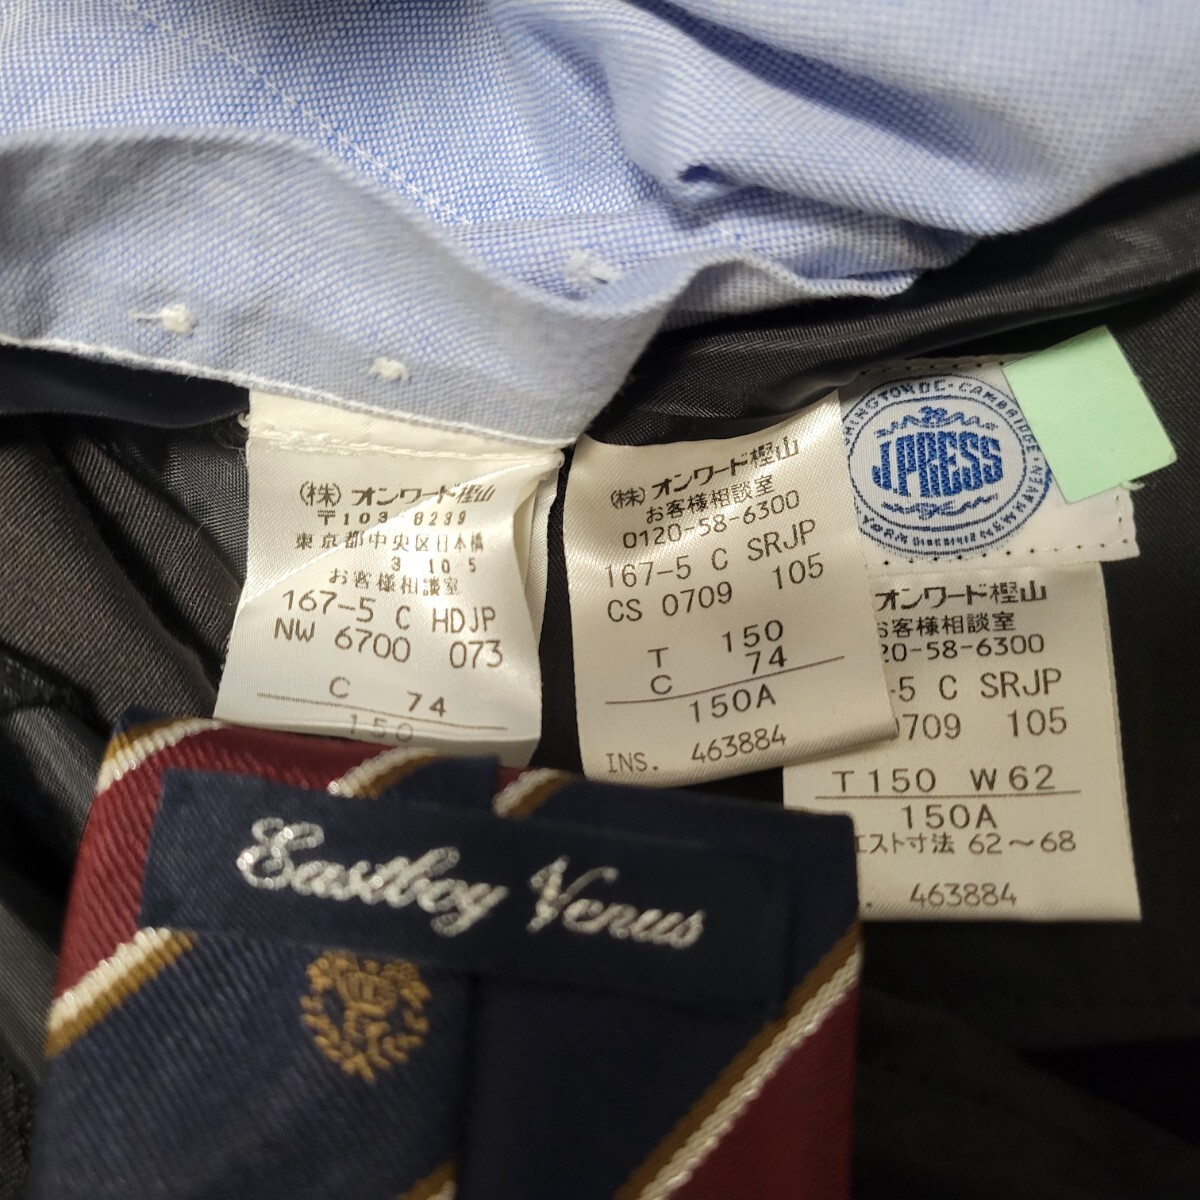 (株) オンワード樫山
〒103-8239
東京都中央区日本橋
3 10 5
お客様相談室
167-5 C HDJP
NW 6700 073
C 74
150
(株) オンワード樫山
お客様相談室
0120-58-6300
167-5 C SRJP
CS 0709 105
T 150
C 74
150A
INS. 463884
J.PRESS
CAMBRIDGE
オンワード樫山
お客様相談室
20-58-6300
-5 C SRJP
0709 105
T150 W62
150A
エスト寸法 62～68
463884
Eastboy Venus